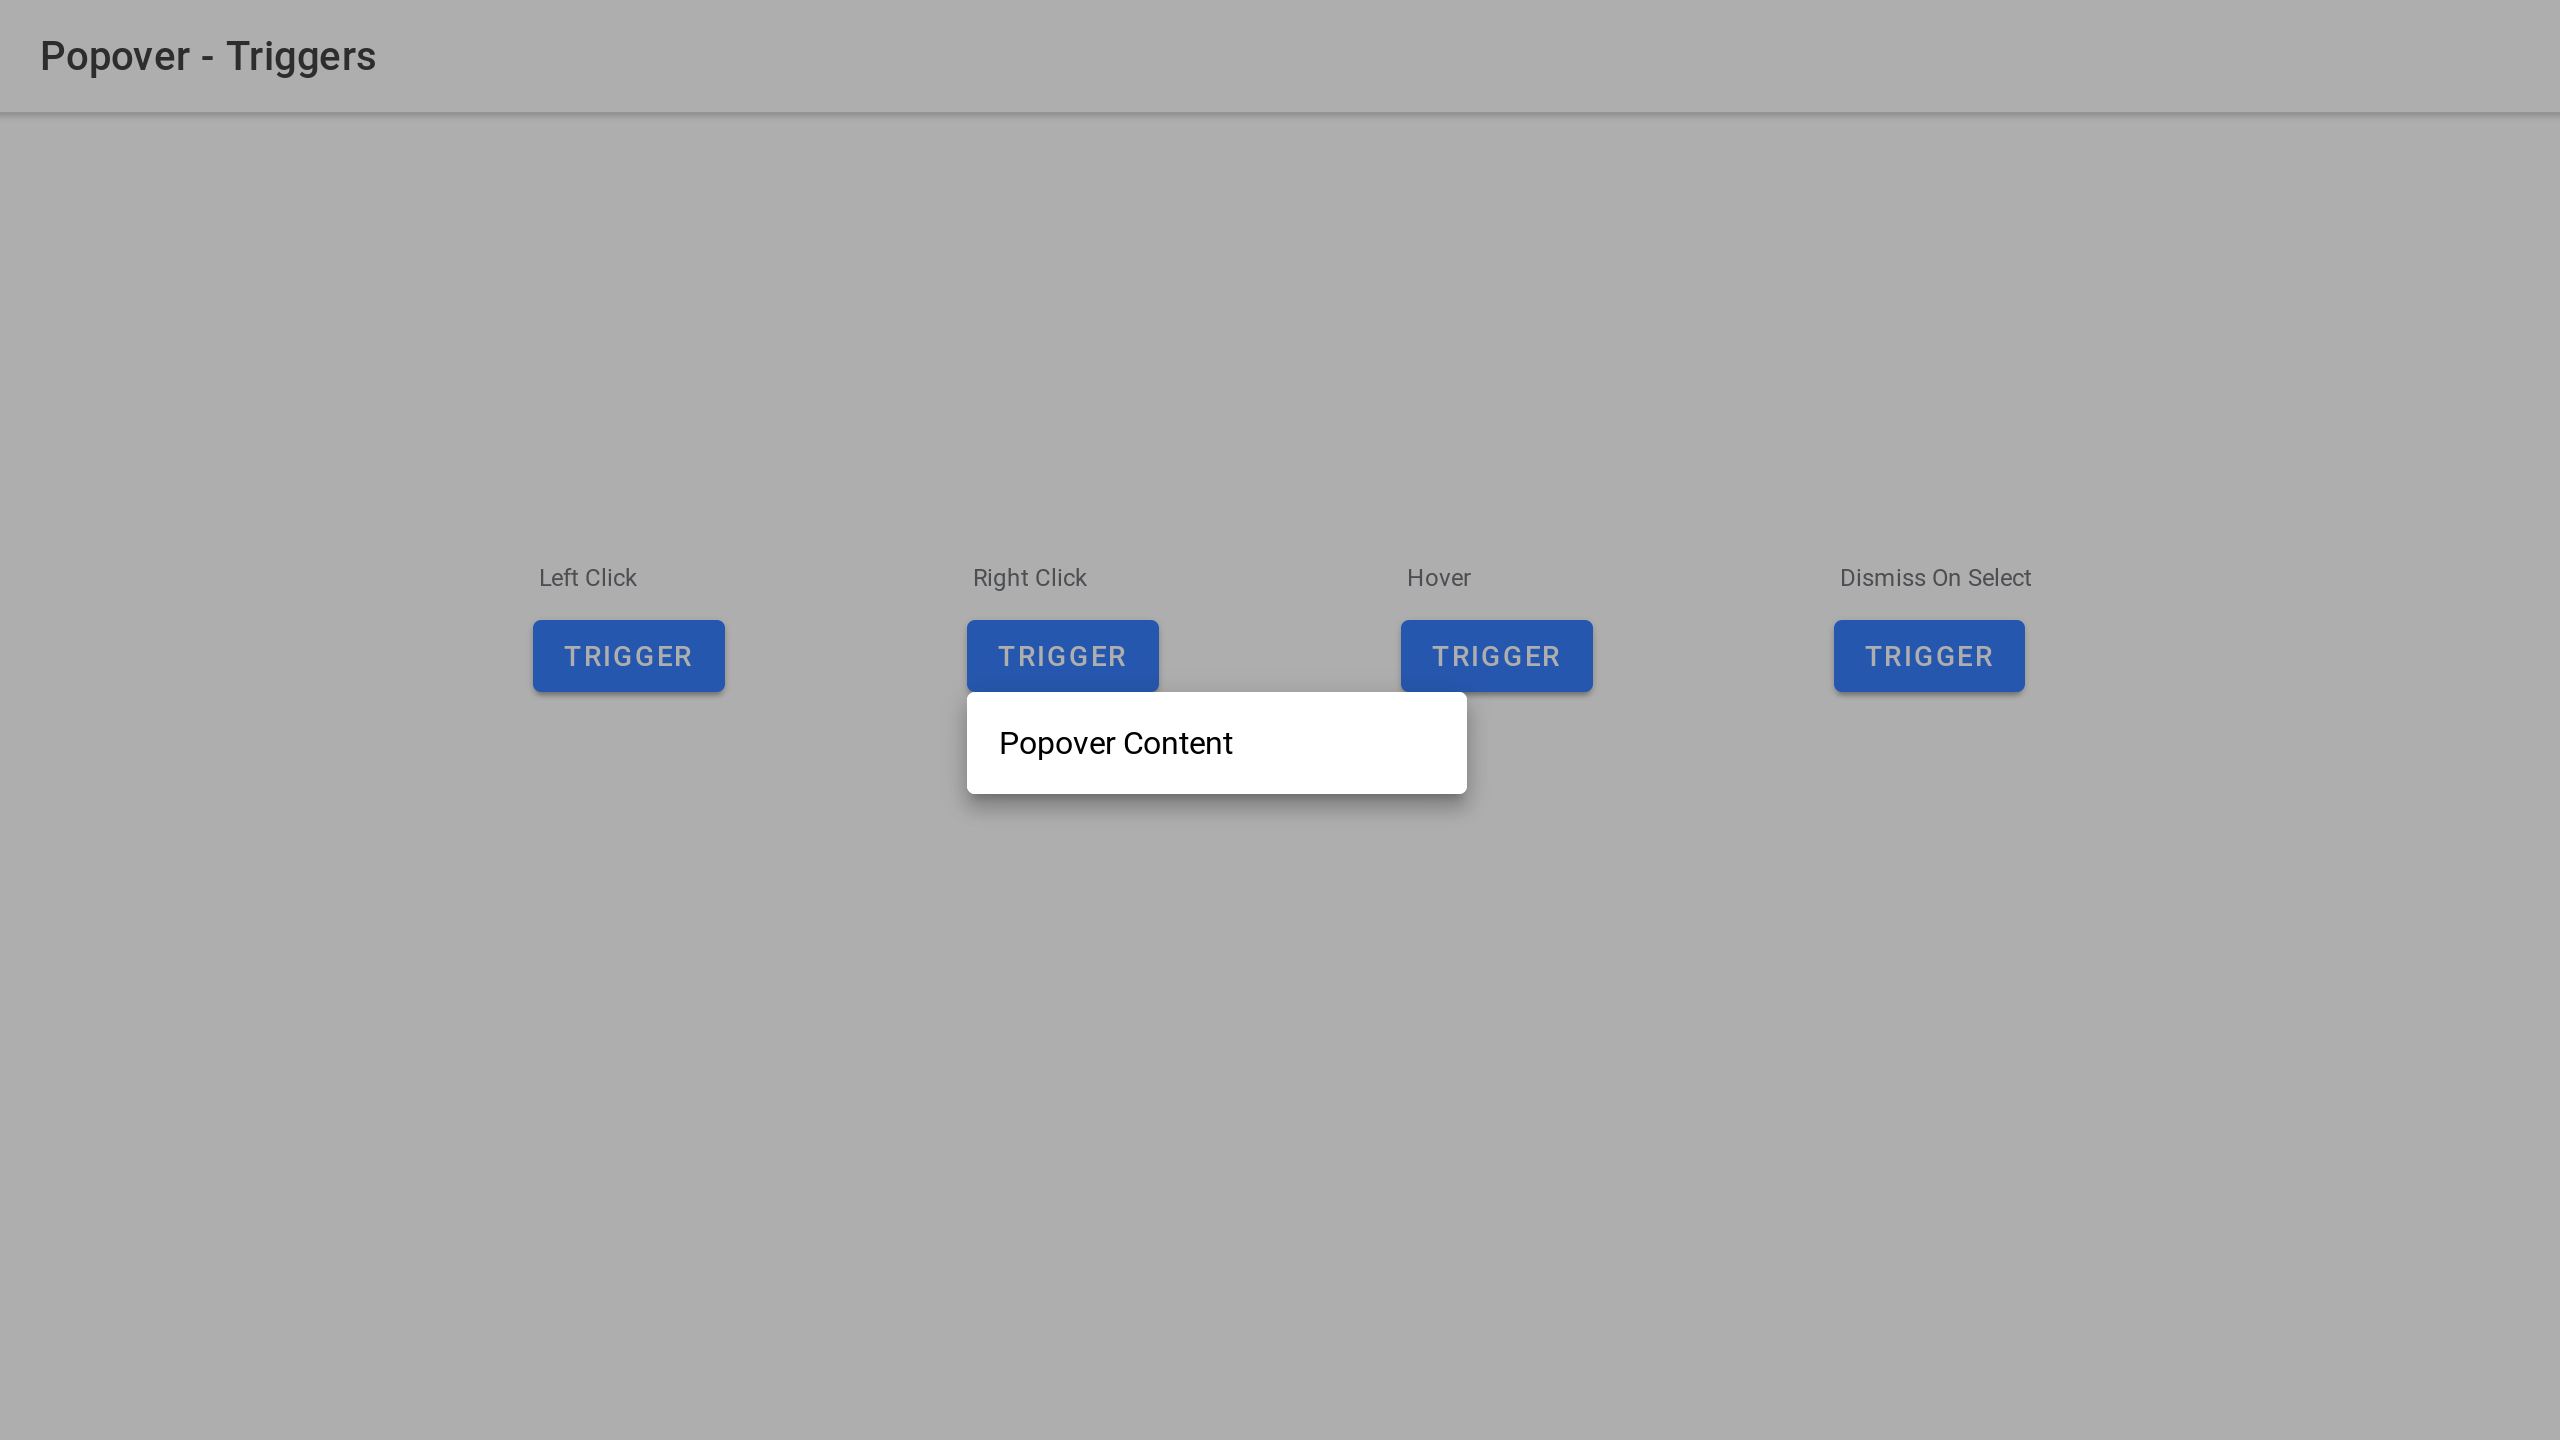 Popover - Triggers
Left Click
Right Click
Hover
Dismiss On Select
TRIGGER
TRIGGER
TRIGGER
TRIGGER
Popover Content